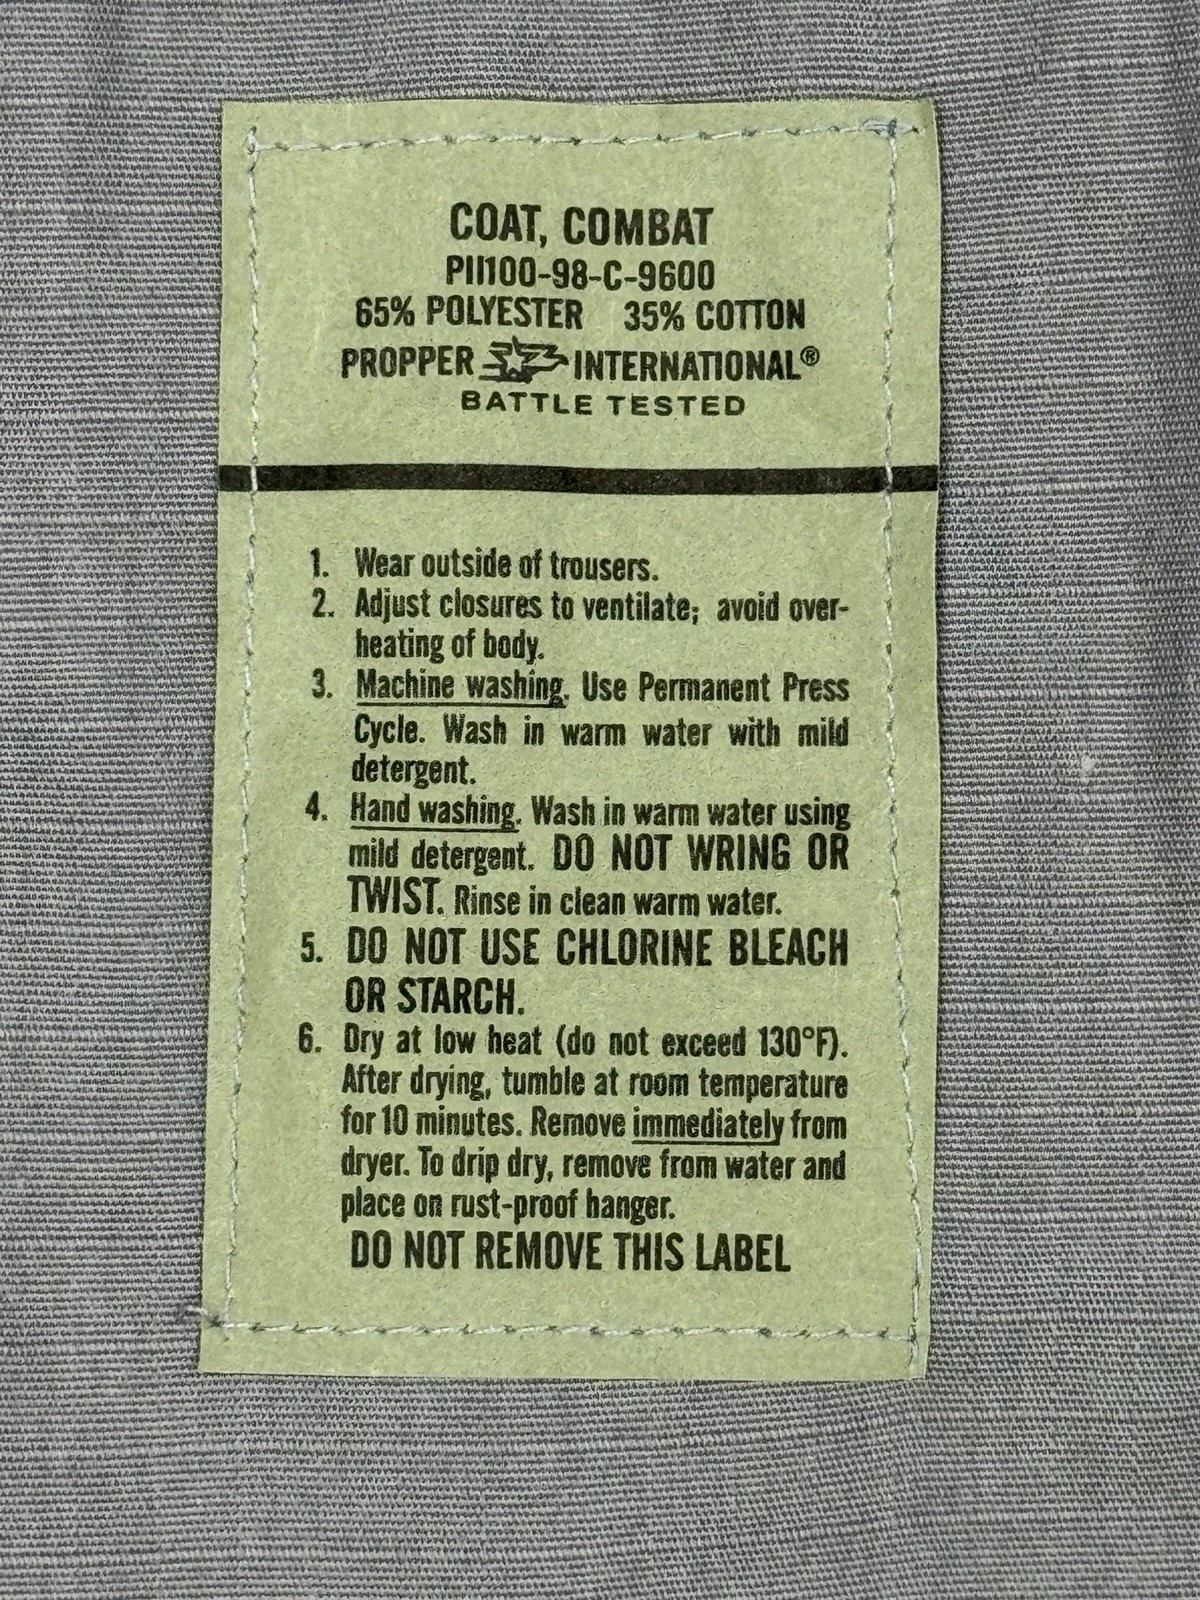 COAT, COMBAT
PII100-98-C-9600
65% POLYESTER 35% COTTON
PROPPER INTERNATIONAL®
BATTLE TESTED
1. Wear outside of trousers.
2. Adjust closures to ventilate; avoid over-
heating of body.
3. Machine washing. Use Permanent Press
Cycle. Wash in warm water with mild
detergent.
4. Hand washing. Wash in warm water using
mild detergent. DO NOT WRING OR
TWIST. Rinse in clean warm water.
5. DO NOT USE CHLORINE BLEACH
OR STARCH.
6. Dry at low heat (do not exceed 130°F).
After drying, tumble at room temperature
for 10 minutes. Remove immediately from
dryer. To drip dry, remove from water and
place on rust-proof hanger.
DO NOT REMOVE THIS LABEL